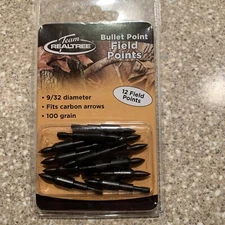 Team
REALTREE
Bullet Point
Field
Points
• 9/32 diameter
• Fits carbon arrows
• 100 grain
12 Field
Points